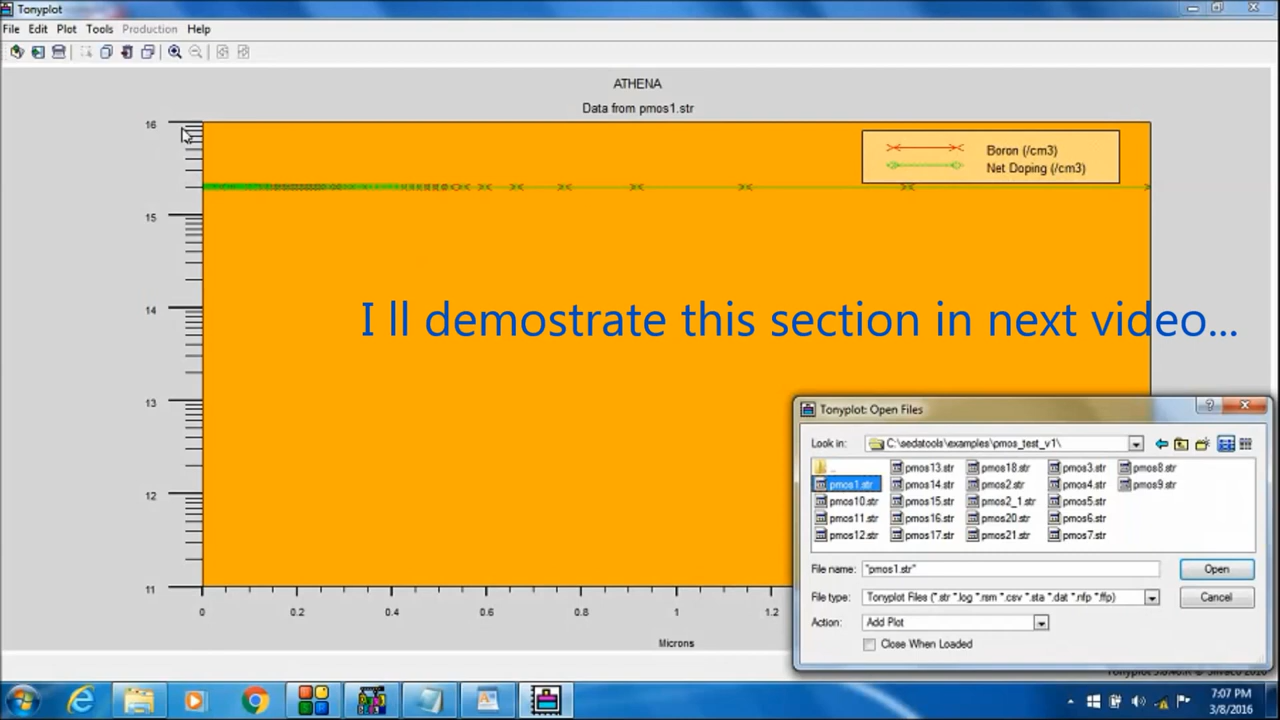 Tonyplot
File Edit Plot Tools Production Help
ATHENA
Data from pmos1.str
16
15
14
13
12
11
Boron (/cm3)
Net Doping (/cm3)
I ll demostrate this section in next video...
0 0.2 0.4 0.6 0.8 1 1.2
Microns
Tonyplot: Open Files
Look in: C:\sedatools\examples\pmos_test_v1\
.. pmos13.str pmos18.str pmos3.str pmos8.str
pmos1.str pmos14.str pmos2.str pmos4.str pmos9.str
pmos10.str pmos15.str pmos2_1.str pmos5.str
pmos11.str pmos16.str pmos20.str pmos6.str
pmos12.str pmos17.str pmos21.str pmos7.str
File name: "pmos1.str" Open
File type: Tonyplot Files (*.str *.log *.rsm *.csv *.sta *.dat *.nfp *.ffp) Cancel
Action: Add Plot
Close When Loaded
7:07 PM
3/8/2016